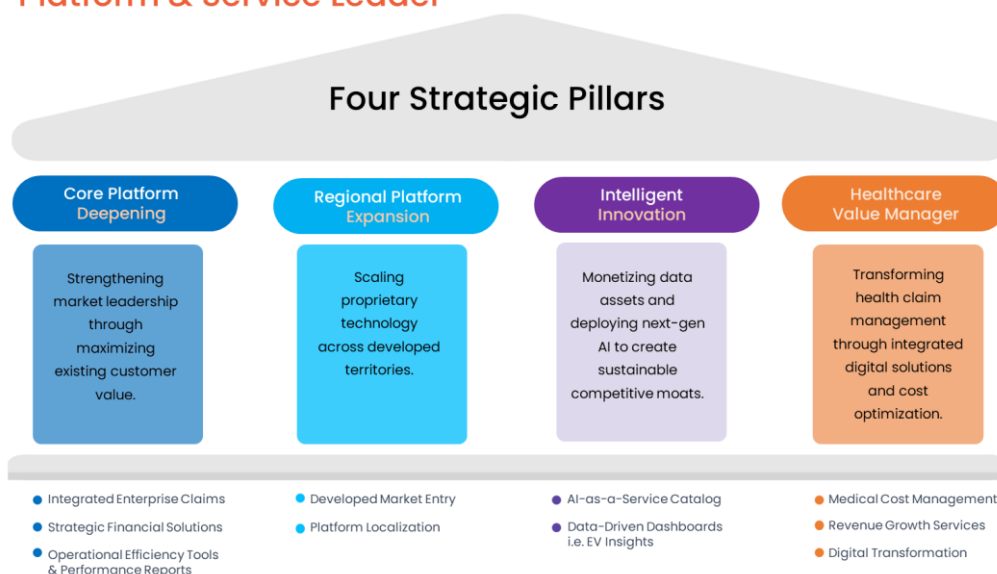 Platform & Service Leader
Four Strategic Pillars
Core Platform
Deepening
Regional Platform
Expansion
Intelligent
Innovation
Healthcare
Value Manager
Strengthening
market leadership
through
maximizing
existing customer
value.
Scaling
proprietary
technology
across developed
territories.
Monetizing data
assets and
deploying next-gen
AI to create
sustainable
competitive moats.
Transforming
health claim
management
through integrated
digital solutions
and cost
optimization.
Integrated Enterprise Claims
Strategic Financial Solutions
Operational Efficiency Tools
& Performance Reports
Developed Market Entry
Platform Localization
AI-as-a-Service Catalog
Data-Driven Dashboards
i.e. EV Insights
Medical Cost Management
Revenue Growth Services
Digital Transformation